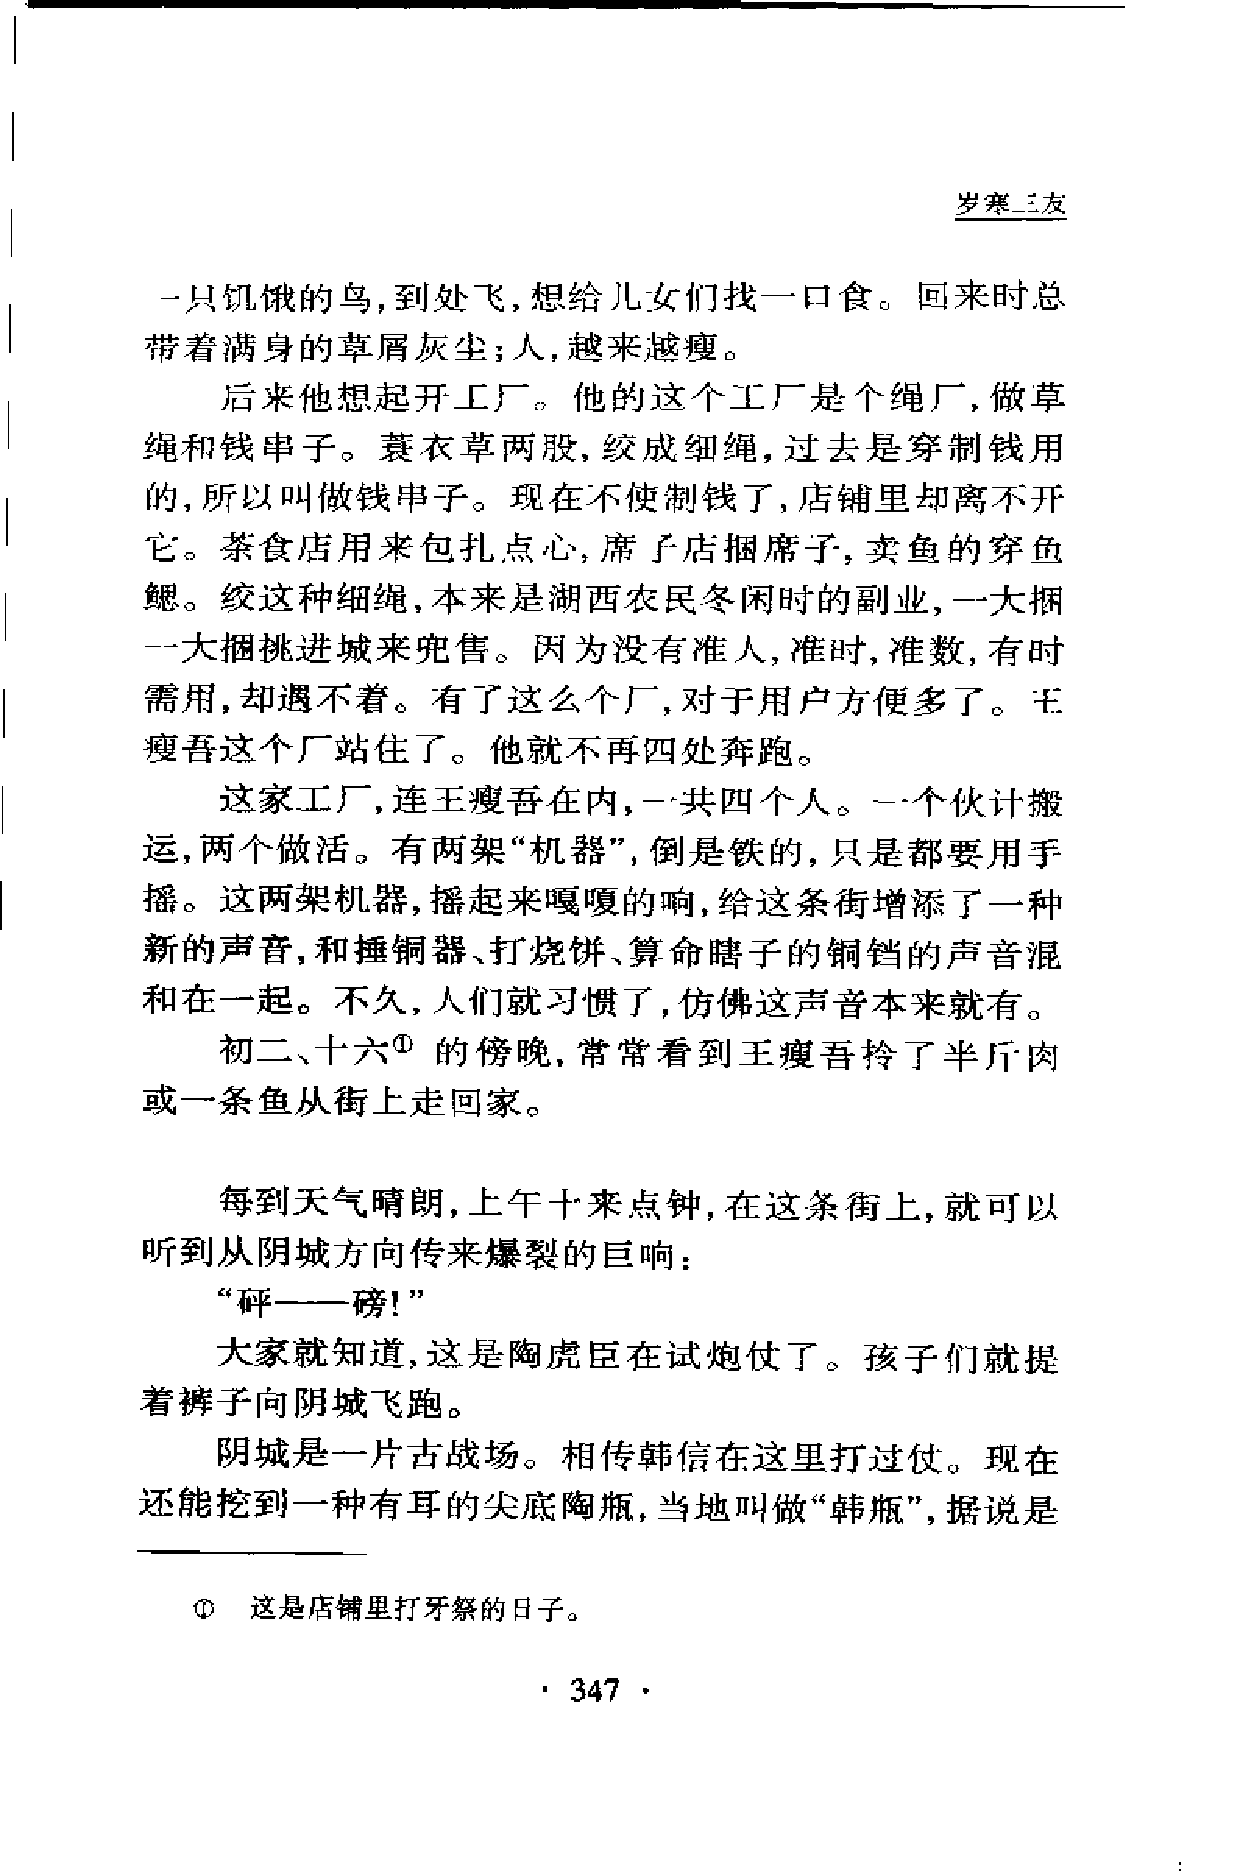 岁寒三友
一只饥饿的鸟,到处飞,想给儿女们找一口食。回来时总
带着满身的草屑灰尘;人,越来越瘦。
后来他想起开工厂。他的这个工厂是个绳厂,做草
绳和钱串子。蓑衣草两股,绞成细绳,过去是穿制钱用
的,所以叫做钱串子。现在不使制钱了,店铺里却离不开
它。茶食店用来包扎点心,席子店捆席子,卖鱼的穿鱼
鳃。绞这种细绳,本来是湖西农民冬闲时的副业,一大捆
一大捆挑进城来兜售。因为没有准人,准时,准数,有时
需用,却遇不着。有了这么个厂,对于用户方便多了。王
瘦吾这个厂站住了。他就不再四处奔跑。
这家工厂,连王瘦吾在内,一共四个人。一个伙计搬
运,两个做活。有两架“机器”,倒是铁的,只是都要用手
摇。这两架机器,摇起来嘎嘎的响,给这条街增添了一种
新的声音,和捶铜器、打烧饼、算命瞎子的铜铛的声音混
和在一起。不久,人们就习惯了,仿佛这声音本来就有。
初二、十六① 的傍晚,常常看到王瘦吾拎了半斤肉
或一条鱼从街上走回家。
每到天气晴朗,上午十来点钟,在这条街上,就可以
听到从阴城方向传来爆裂的巨响:
“砰——磅!”
大家就知道,这是陶虎臣在试炮仗了。孩子们就提
着裤子向阴城飞跑。
阴城是一片古战场。相传韩信在这里打过仗。现在
还能挖到一种有耳的尖底陶瓶,当地叫做“韩瓶”,据说是
① 这是店铺里打牙祭的日子。
· 347 ·